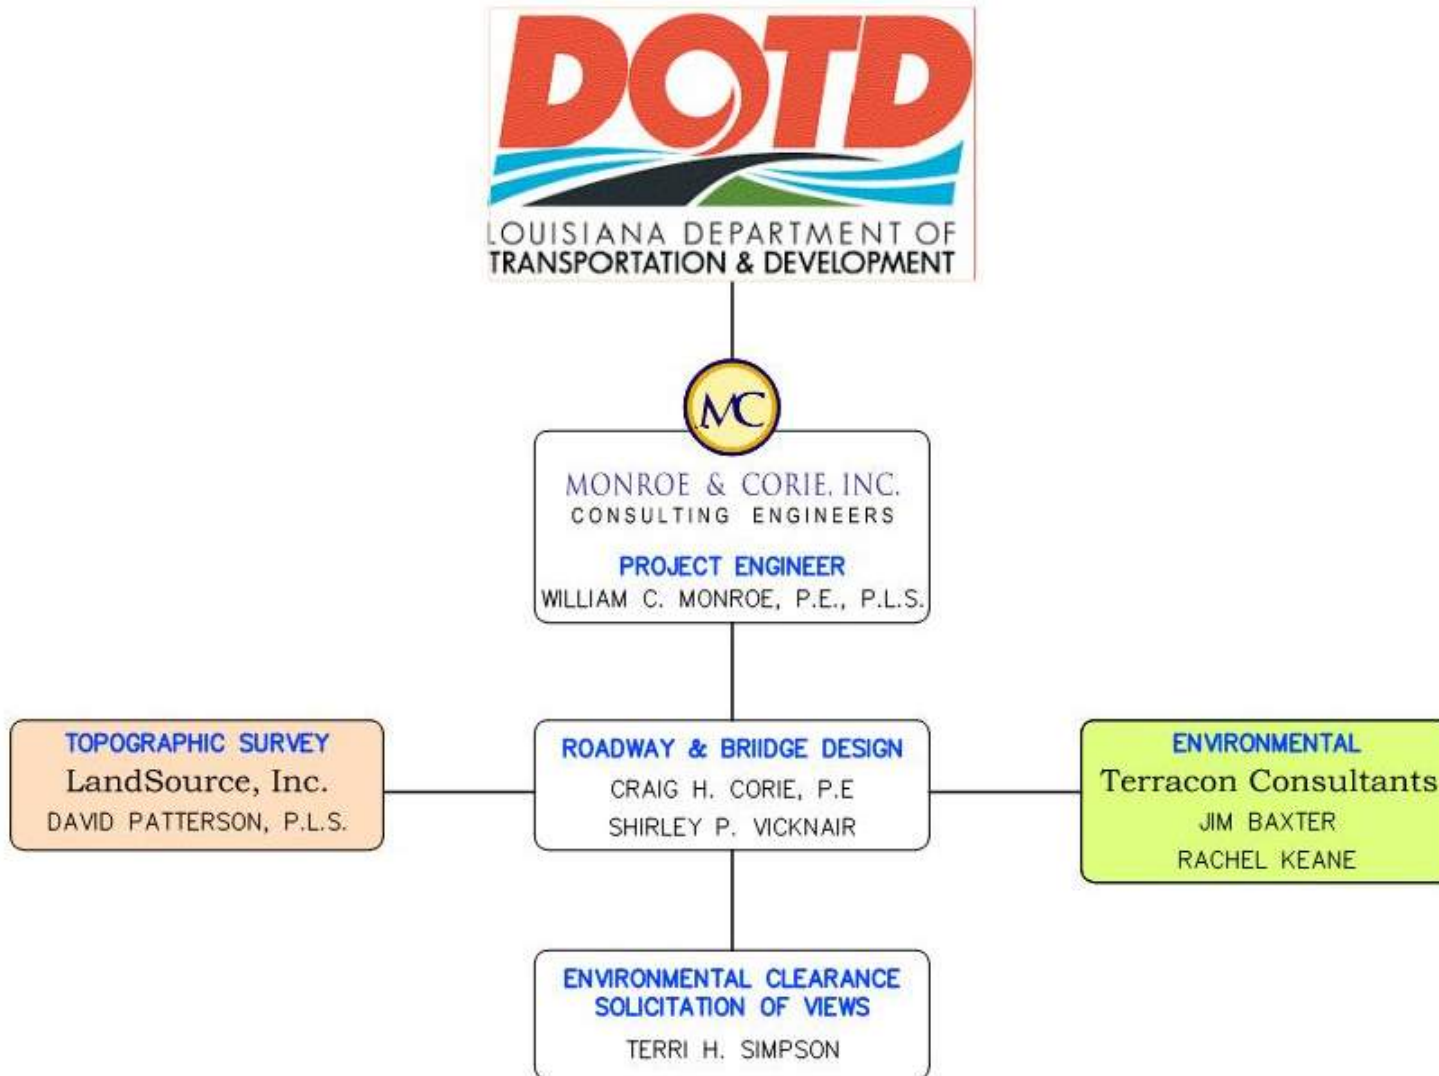 DOTD
LOUISIANA DEPARTMENT OF
TRANSPORTATION & DEVELOPMENT
MC
MONROE & CORIE, INC.
CONSULTING ENGINEERS
PROJECT ENGINEER
WILLIAM C. MONROE, P.E., P.L.S.
TOPOGRAPHIC SURVEY
LandSource, Inc.
DAVID PATTERSON, P.L.S.
ROADWAY & BRIIDGE DESIGN
CRAIG H. CORIE, P.E
SHIRLEY P. VICKNAIR
ENVIRONMENTAL
Terracon Consultants
JIM BAXTER
RACHEL KEANE
ENVIRONMENTAL CLEARANCE
SOLICITATION OF VIEWS
TERRI H. SIMPSON